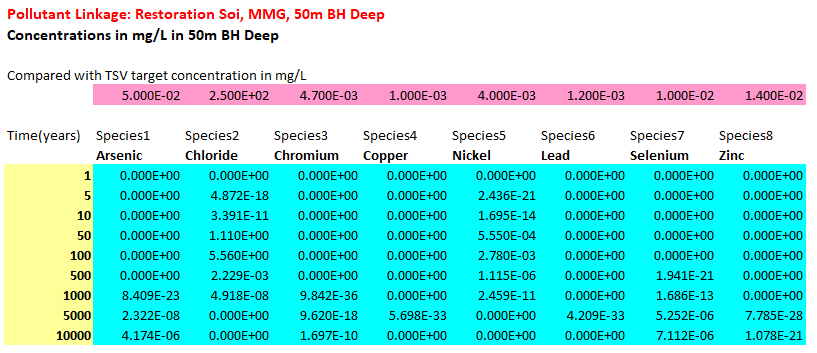 Pollutant Linkage: Restoration Soi, MMG, 50m BH Deep
Concentrations in mg/L in 50m BH Deep
Compared with TSV target concentration in mg/L
5.000E-02 2.500E+02 4.700E-03 1.000E-03 4.000E-03 1.200E-03 1.000E-02 1.400E-02
Time(years) Species1 Species2 Species3 Species4 Species5 Species6 Species7 Species8
Arsenic Chloride Chromium Copper Nickel Lead Selenium Zinc
1 0.000E+00 0.000E+00 0.000E+00 0.000E+00 0.000E+00 0.000E+00 0.000E+00 0.000E+00
5 0.000E+00 4.872E-18 0.000E+00 0.000E+00 2.436E-21 0.000E+00 0.000E+00 0.000E+00
10 0.000E+00 3.391E-11 0.000E+00 0.000E+00 1.695E-14 0.000E+00 0.000E+00 0.000E+00
50 0.000E+00 1.110E+00 0.000E+00 0.000E+00 5.550E-04 0.000E+00 0.000E+00 0.000E+00
100 0.000E+00 5.560E+00 0.000E+00 0.000E+00 2.780E-03 0.000E+00 0.000E+00 0.000E+00
500 0.000E+00 2.229E-03 0.000E+00 0.000E+00 1.115E-06 0.000E+00 1.941E-21 0.000E+00
1000 8.409E-23 4.918E-08 9.842E-36 0.000E+00 2.459E-11 0.000E+00 1.686E-13 0.000E+00
5000 2.322E-08 0.000E+00 9.620E-18 5.698E-33 0.000E+00 4.209E-33 5.252E-06 7.785E-28
10000 4.174E-06 0.000E+00 1.697E-10 0.000E+00 0.000E+00 0.000E+00 7.112E-06 1.078E-21